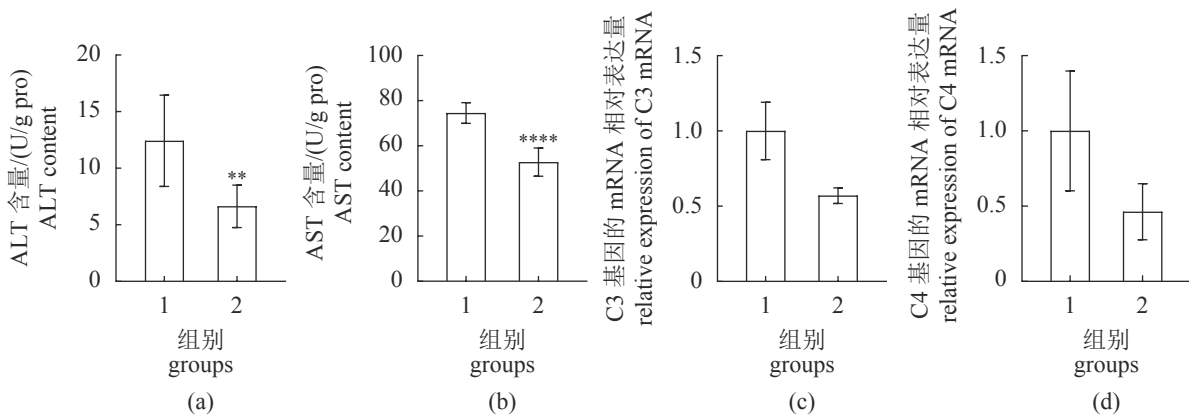 ALT 含量/(U/g pro)
ALT content
20
15
10
5
0
**
1
2
组别
groups
(a)
AST 含量/(U/g pro)
AST content
100
80
60
40
20
0
****
1
2
组别
groups
(b)
C3 基因的 mRNA 相对表达量
relative expression of C3 mRNA
1.5
1.0
0.5
0
1
2
组别
groups
(c)
C4 基因的 mRNA 相对表达量
relative expression of C4 mRNA
1.5
1.0
0.5
0
1
2
组别
groups
(d)